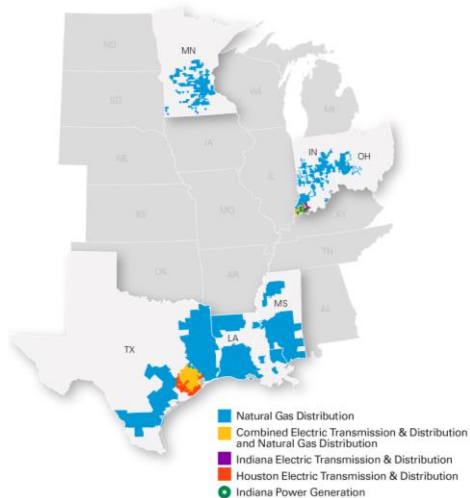 ND
MN
SD
WI
MI
NE
IA
IL
IN
OH
KS
MO
KY
OK
AR
TN
MS
AL
TX
LA
Natural Gas Distribution
Combined Electric Transmission & Distribution
and Natural Gas Distribution
Indiana Electric Transmission & Distribution
Houston Electric Transmission & Distribution
Indiana Power Generation